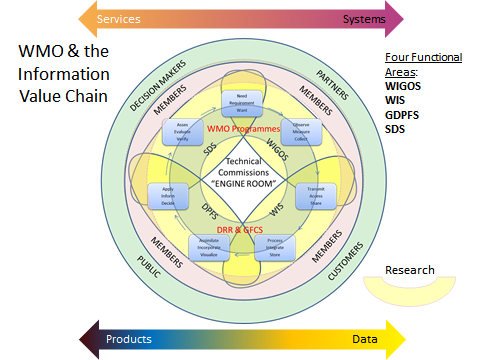 Services
Systems
WMO & the
Information
Value Chain
Four Functional
Areas:
WIGOS
WIS
GDPFS
SDS
DECISION MAKERS
PARTNERS
MEMBERS
MEMBERS
Need
Requirement
Want
Asses
Evaluate
Verify
WMO Programmes
Observe
Measure
Collect
SDS
WIGOS
Technical
Commissions
"ENGINE ROOM"
Apply
Inform
Decide
Transmit
Access
Share
DPFS
WIS
DRR & GFCS
Assimilate
Incorporate
Visualize
Process
Integrate
Store
MEMBERS
MEMBERS
PUBLIC
CUSTOMERS
Research
Products
Data